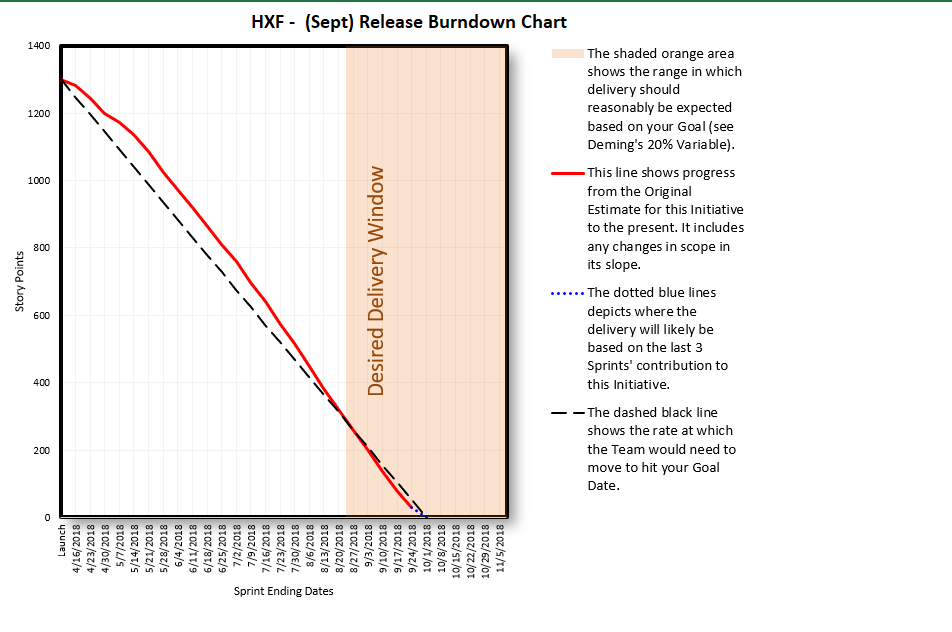 HXF -  (Sept) Release Burndown Chart
1400
1200
1000
800
600
400
200
0
Story Points
Desired Delivery Window
Launch
4/16/2018
4/23/2018
4/30/2018
5/7/2018
5/14/2018
5/21/2018
5/28/2018
6/4/2018
6/11/2018
6/18/2018
6/25/2018
7/2/2018
7/9/2018
7/16/2018
7/23/2018
7/30/2018
8/6/2018
8/13/2018
8/20/2018
8/27/2018
9/3/2018
9/10/2018
9/17/2018
9/24/2018
10/1/2018
10/8/2018
10/15/2018
10/22/2018
10/29/2018
11/5/2018
Sprint Ending Dates
The shaded orange area
shows the range in which
delivery should
reasonably be expected
based on your Goal (see
Deming's 20% Variable).
This line shows progress
from the Original
Estimate for this Initiative
to the present. It includes
any changes in scope in
its slope.
The dotted blue lines
depicts where the
delivery will likely be
based on the last 3
Sprints' contribution to
this Initiative.
The dashed black line
shows the rate at which
the Team would need to
move to hit your Goal
Date.